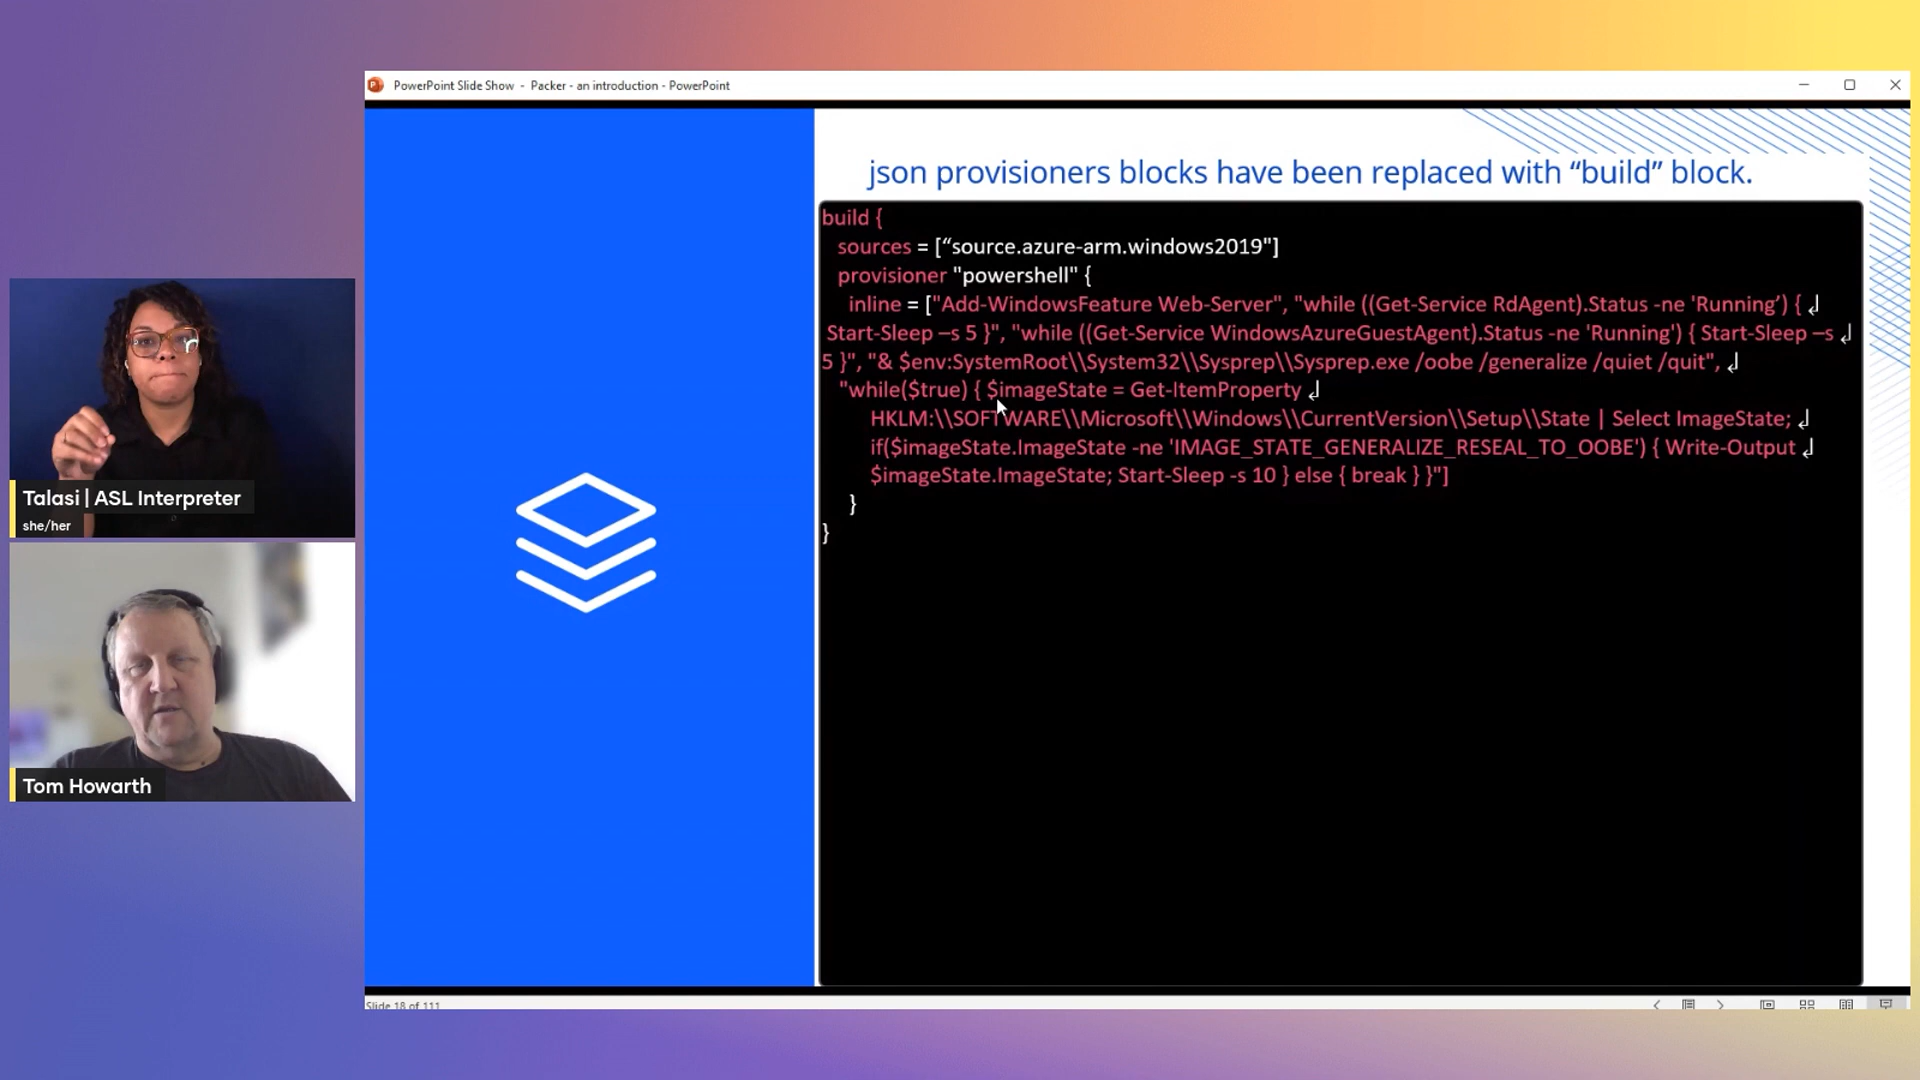 PowerPoint Slide Show - Packer - an introduction - PowerPoint
json provisioners blocks have been replaced with “build” block.
build {
sources = [“source.azure-arm.windows2019"]
provisioner "powershell" {
inline = ["Add-WindowsFeature Web-Server", "while ((Get-Service RdAgent).Status -ne 'Running’) { ↲
Start-Sleep –s 5 }", "while ((Get-Service WindowsAzureGuestAgent).Status -ne 'Running') { Start-Sleep –s ↲
5 }", "& $env:SystemRoot\\System32\\Sysprep\\Sysprep.exe /oobe /generalize /quiet /quit", ↲
"while($true) { $imageState = Get-ItemProperty ↲
HKLM:\\SOFTWARE\\Microsoft\\Windows\\CurrentVersion\\Setup\\State | Select ImageState; ↲
if($imageState.ImageState -ne 'IMAGE_STATE_GENERALIZE_RESEAL_TO_OOBE') { Write-Output ↲
$imageState.ImageState; Start-Sleep -s 10 } else { break } }"]
}
}
Talasi | ASL Interpreter
she/her
Tom Howarth
Slide 18 of 111